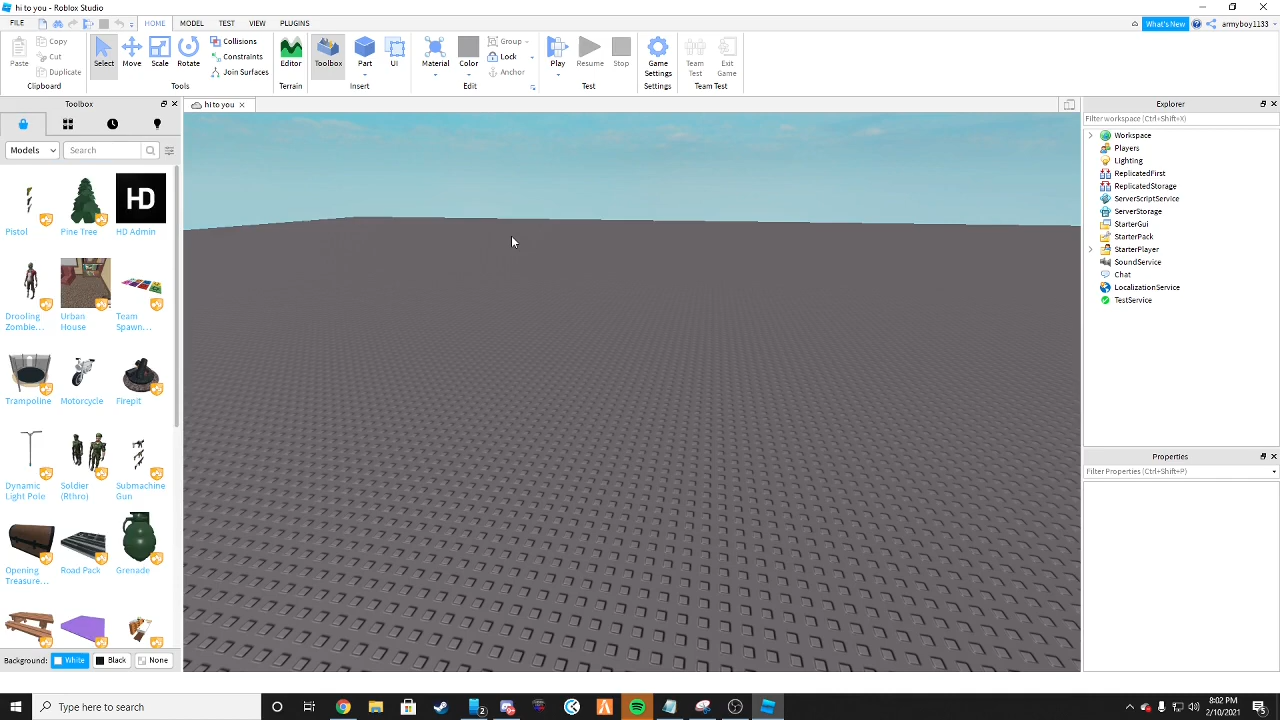 hi to you - Roblox Studio
FILE HOME MODEL TEST VIEW PLUGINS What's New armyboy1133
Paste Copy Cut Duplicate Clipboard
Select Move Scale Rotate Collisions Constraints Join Surfaces Tools
Editor Terrain
Toolbox Part UI Insert
Material Color Group Lock Anchor Edit
Play Resume Stop Test
Game Settings Settings
Team Test Exit Game Team Test
Toolbox
hi to you
Models Search
Pistol Pine Tree HD Admin
HD
Drooling Zombie... Urban House Team Spawn...
Trampoline Motorcycle Firepit
Dynamic Light Pole Soldier (Rthro) Submachine Gun
Opening Treasure... Road Pack Grenade
Background: White Black None
Explorer
Filter workspace (Ctrl+Shift+X)
Workspace
Players
Lighting
ReplicatedFirst
ReplicatedStorage
ServerScriptService
ServerStorage
StarterGui
StarterPack
StarterPlayer
SoundService
Chat
LocalizationService
TestService
Properties
Filter Properties (Ctrl+Shift+P)
Type here to search
2
8:02 PM
2/10/2021